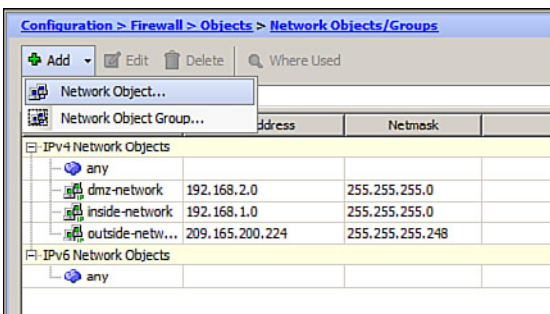 Configuration > Firewall > Objects > Network Objects/Groups
Add Edit Delete Where Used
Network Object...
Network Object Group...
ddress Netmask
IPv4 Network Objects
any
dmz-network 192.168.2.0 255.255.255.0
inside-network 192.168.1.0 255.255.255.0
outside-netw... 209.165.200.224 255.255.255.248
IPv6 Network Objects
any